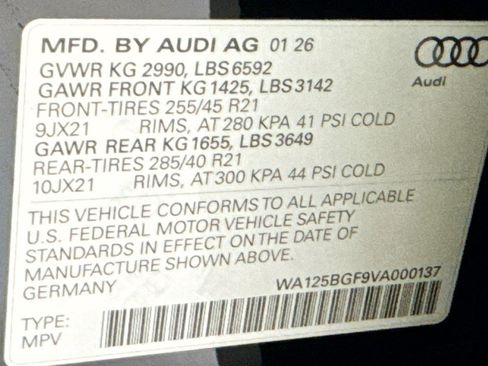 MFD. BY AUDI AG 01 26
GVWR KG 2990, LBS 6592
GAWR FRONT KG 1425, LBS 3142
FRONT-TIRES 255/45 R21
9JX21 RIMS, AT 280 KPA 41 PSI COLD
GAWR REAR KG 1655, LBS 3649
REAR-TIRES 285/40 R21
10JX21 RIMS, AT 300 KPA 44 PSI COLD
Audi
THIS VEHICLE CONFORMS TO ALL APPLICABLE
U.S. FEDERAL MOTOR VEHICLE SAFETY
STANDARDS IN EFFECT ON THE DATE OF
MANUFACTURE SHOWN ABOVE.
GERMANY
WA125BGF9VA000137
TYPE:
MPV